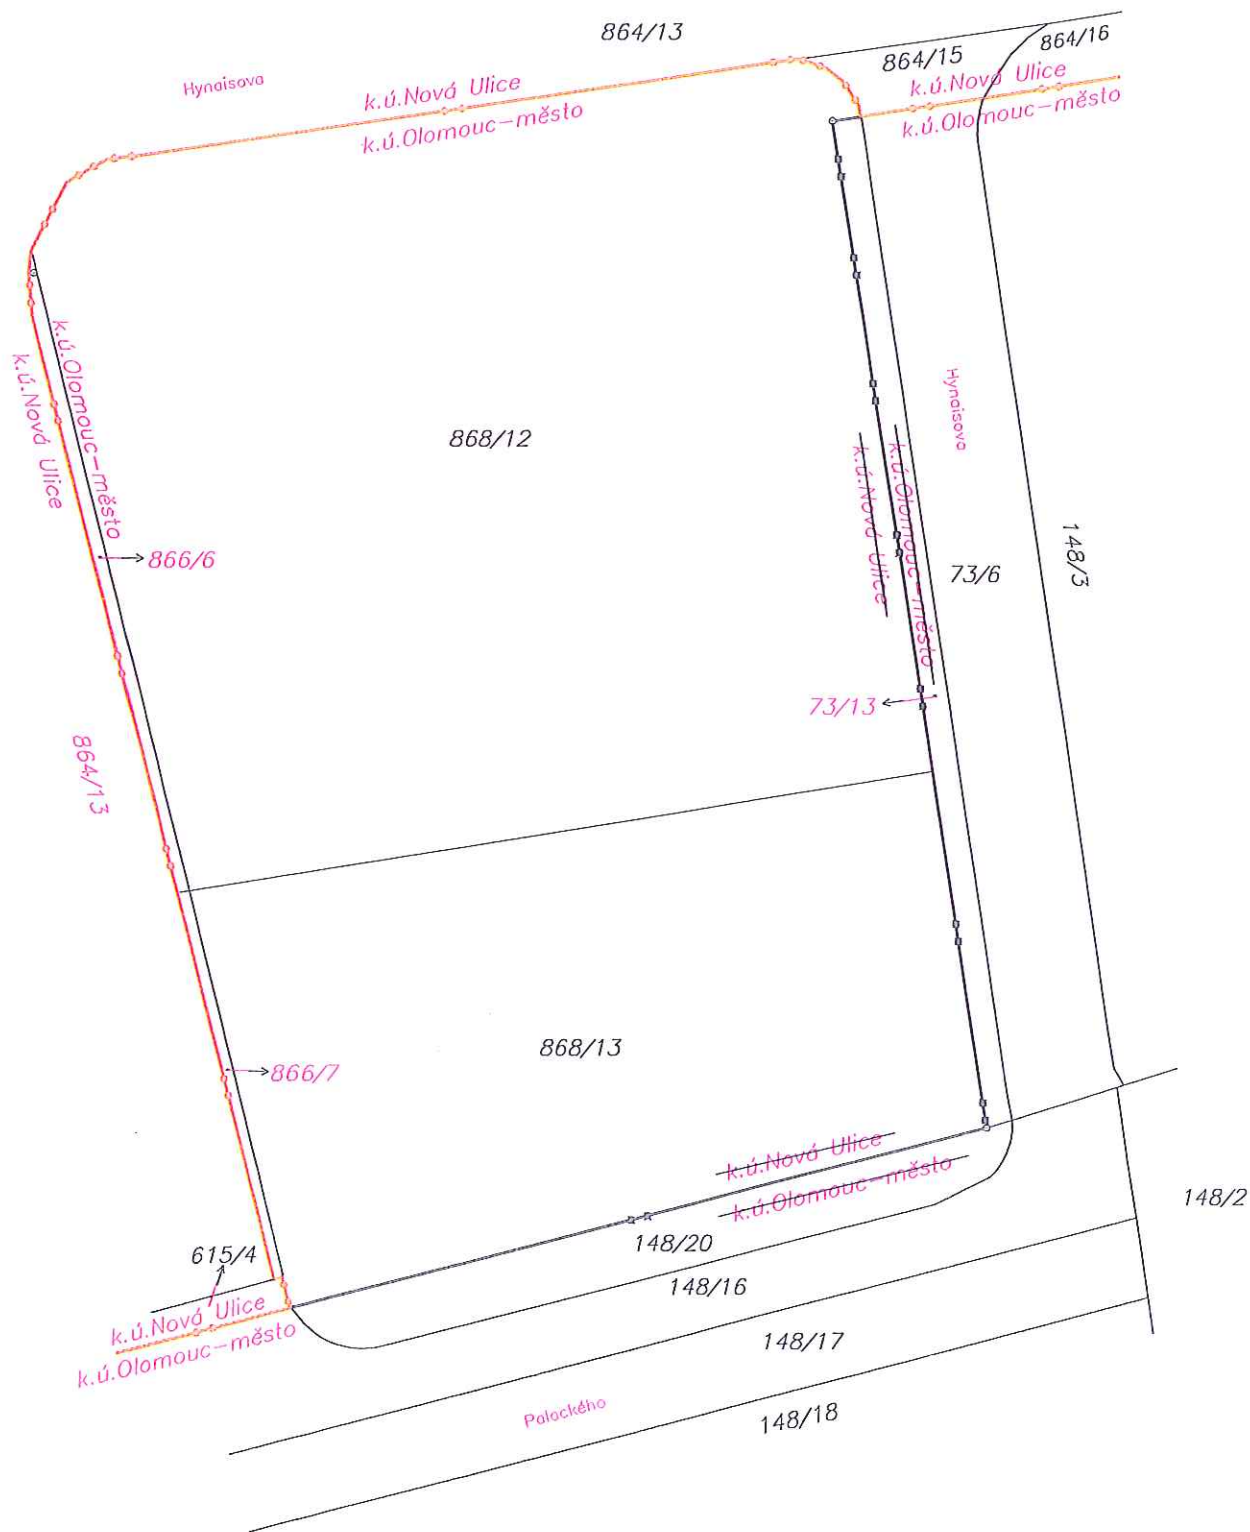 864/13
864/16
864/15
Hynaisova
k.ú.Nová Ulice
k.ú.Olomouc-město
k.ú.Nová Ulice
k.ú.Olomouc-město
k.ú.Olomouc-město
k.ú.Nová Ulice
868/12
Hynaisova
k.ú.Olomouc-město
k.ú.Nová Ulice
866/6
73/6
148/3
73/13
864/13
868/13
866/7
k.ú.Nová Ulice
k.ú.Olomouc-město
148/2
615/4
148/20
148/16
k.ú.Nová Ulice
k.ú.Olomouc-město
148/17
Palackého
148/18